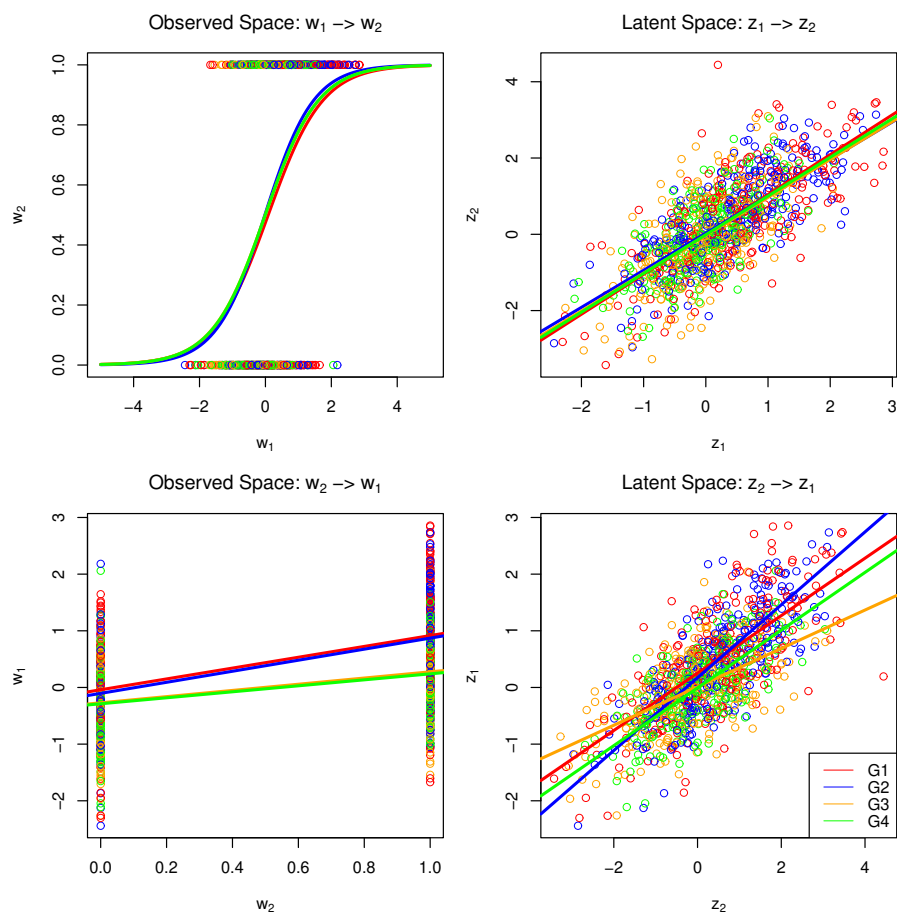 Observed Space: w₁ −> w₂
1.0
0.8
0.6
0.4
0.2
0.0
w₂
−4 −2 0 2 4
w₁
Latent Space: z₁ −> z₂
4
2
0
−2
z₂
−2 −1 0 1 2 3
z₁
Observed Space: w₂ −> w₁
3
2
1
0
−1
−2
w₁
0.0 0.2 0.4 0.6 0.8 1.0
w₂
Latent Space: z₂ −> z₁
3
2
1
0
−1
−2
z₁
−2 0 2 4
z₂
G1
G2
G3
G4